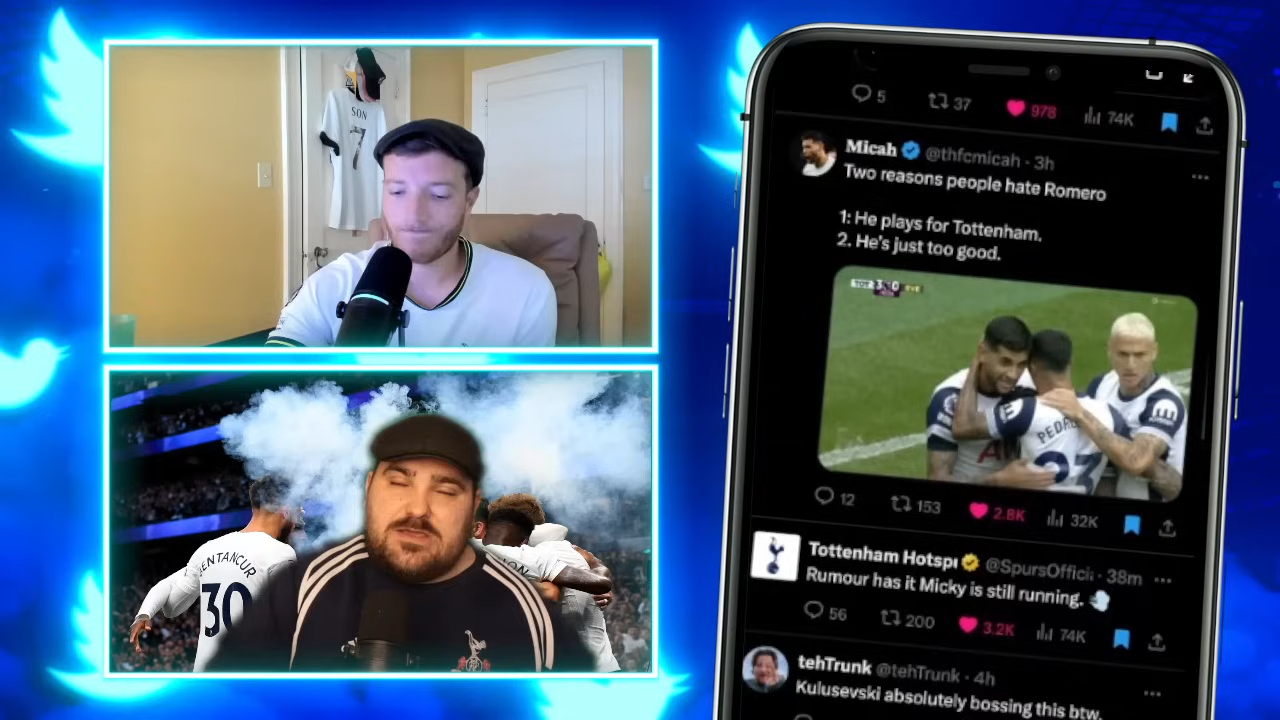 SON
7
ENTANCUR
30
SON
5
37
978
74K
Micah @thfcmicah · 3h
Two reasons people hate Romero
1: He plays for Tottenham.
2. He's just too good.
TOT 3 0 EVE
PEDRO
23
12
153
2.8K
32K
Tottenham Hotsp @SpursOffici · 38m
Rumour has it Micky is still running.
56
200
3.2K
74K
tehTrunk @tehTrunk · 4h
Kulusevski absolutely bossing this btw.